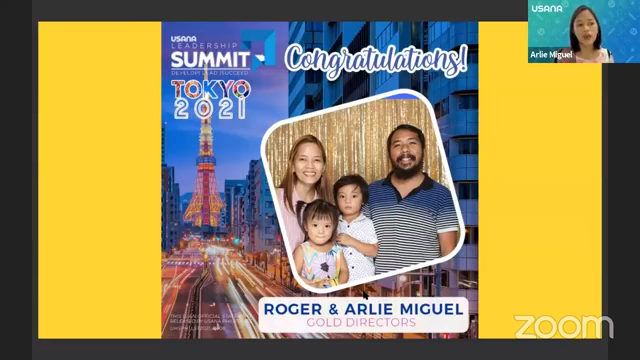 USANA
LEADERSHIP
SUMMIT
DEVELOP | LEAD | SUCCEED
TOKYO
2021
Congratulations!
ROGER & ARLIE MIGUEL
GOLD DIRECTORS
USANA
Arlie Miguel
zoom